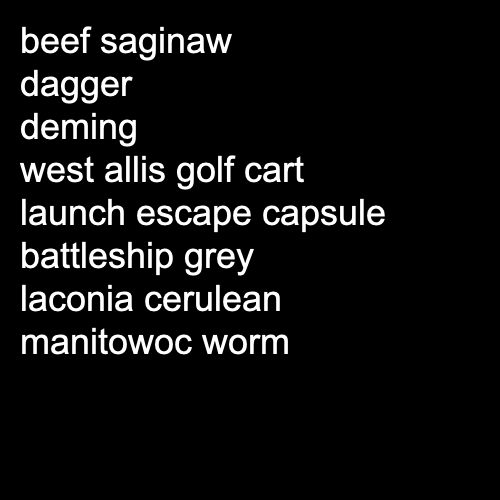 beef saginaw
dagger
deming
west allis golf cart
launch escape capsule
battleship grey
laconia cerulean
manitowoc worm